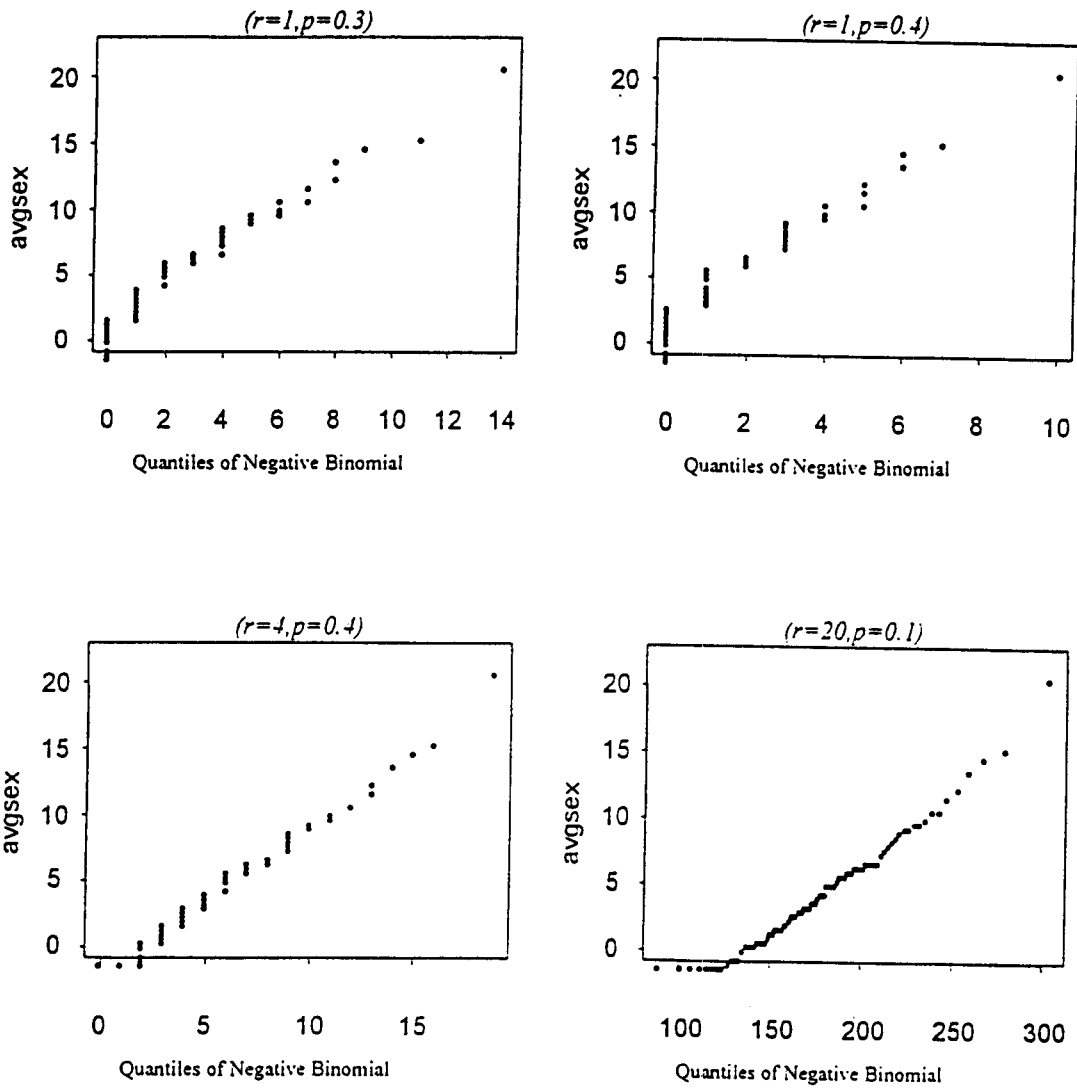 (r=1,p=0.3)
20
15
10
5
0
avgsex
0 2 4 6 8 10 12 14
Quantiles of Negative Binomial
(r=1,p=0.4)
20
15
10
5
0
avgsex
0 2 4 6 8 10
Quantiles of Negative Binomial
(r=4,p=0.4)
20
15
10
5
0
avgsex
0 5 10 15
Quantiles of Negative Binomial
(r=20,p=0.1)
20
15
10
5
0
avgsex
100 150 200 250 300
Quantiles of Negative Binomial